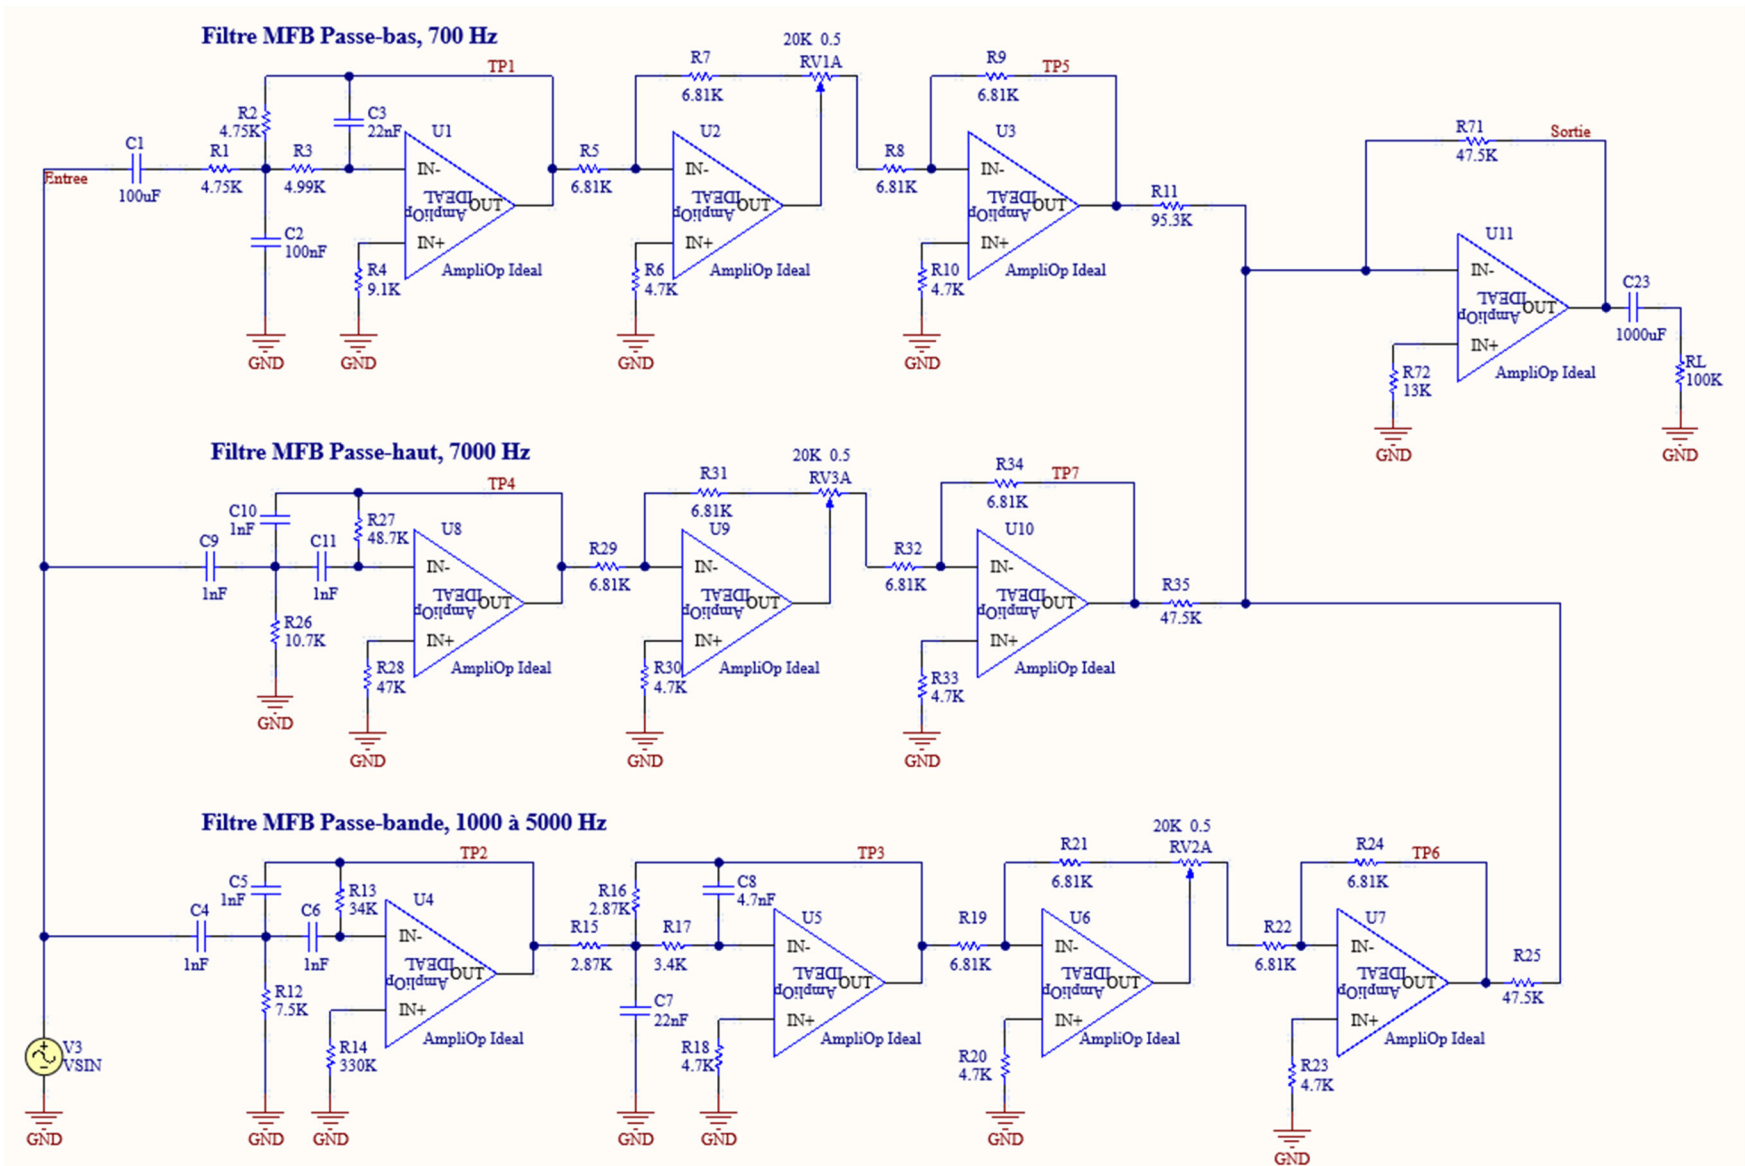 Filtre MFB Passe-bas, 700 Hz
TP1
R2
4.75K
C3
22nF
U1
C1
100uF
R1
4.75K
R3
4.99K
Entree
IN-
AmpliOp
IDEAL
OUT
IN+
C2
100nF
R4
9.1K
AmpliOp Ideal
GND
GND
R5
6.81K
R7
6.81K
20K 0.5
RV1A
U2
IN-
AmpliOp
IDEAL
OUT
IN+
R6
4.7K
AmpliOp Ideal
GND
R8
6.81K
R9
6.81K
TP5
U3
IN-
AmpliOp
IDEAL
OUT
IN+
R10
4.7K
AmpliOp Ideal
GND
R11
95.3K
R71
47.5K
Sortie
U11
IN-
AmpliOp
IDEAL
OUT
IN+
C23
1000uF
R72
13K
AmpliOp Ideal
RL
100K
GND
GND
Filtre MFB Passe-haut, 7000 Hz
TP4
C10
1nF
R27
48.7K
U8
C9
1nF
C11
1nF
IN-
AmpliOp
IDEAL
OUT
IN+
R26
10.7K
R28
47K
AmpliOp Ideal
GND
GND
R29
6.81K
R31
6.81K
20K 0.5
RV3A
U9
IN-
AmpliOp
IDEAL
OUT
IN+
R30
4.7K
AmpliOp Ideal
GND
R32
6.81K
R34
6.81K
TP7
U10
IN-
AmpliOp
IDEAL
OUT
IN+
R33
4.7K
AmpliOp Ideal
GND
R35
47.5K
Filtre MFB Passe-bande, 1000 à 5000 Hz
TP2
C5
1nF
R13
34K
U4
C4
1nF
C6
1nF
IN-
AmpliOp
IDEAL
OUT
IN+
R12
7.5K
R14
330K
AmpliOp Ideal
V3
VSIN
GND
GND
GND
TP3
R16
2.87K
C8
4.7nF
U5
R15
2.87K
R17
3.4K
IN-
AmpliOp
IDEAL
OUT
IN+
C7
22nF
R18
4.7K
AmpliOp Ideal
GND
GND
R19
6.81K
R21
6.81K
20K 0.5
RV2A
U6
IN-
AmpliOp
IDEAL
OUT
IN+
R20
4.7K
AmpliOp Ideal
GND
R22
6.81K
R24
6.81K
TP6
U7
IN-
AmpliOp
IDEAL
OUT
IN+
R23
4.7K
AmpliOp Ideal
GND
R25
47.5K